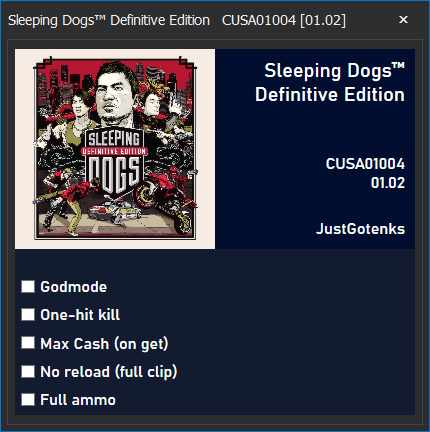 Sleeping Dogs™ Definitive Edition CUSA01004 [01.02]
SLEEPING
DEFINITIVE EDITION
DOGS
Sleeping Dogs™
Definitive Edition
CUSA01004
01.02
JustGotenks
Godmode
One-hit kill
Max Cash (on get)
No reload (full clip)
Full ammo